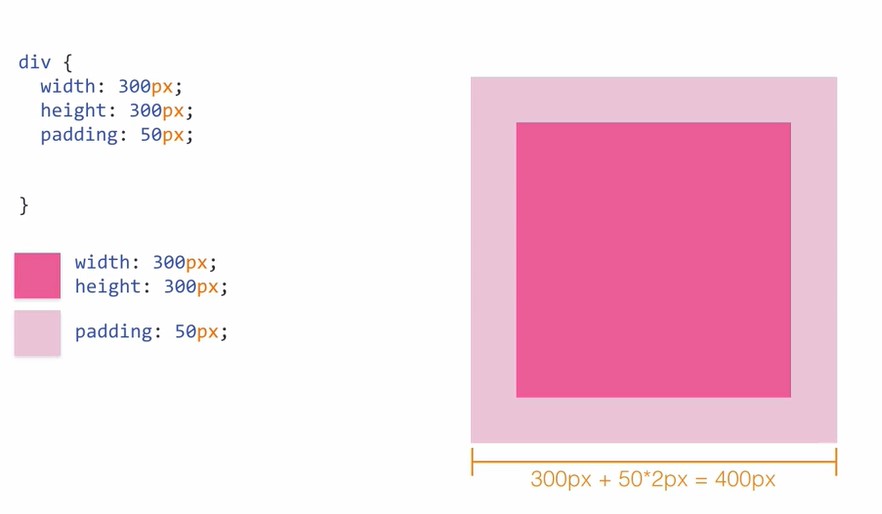 div {
  width: 300px;
  height: 300px;
  padding: 50px;
}
width: 300px;
height: 300px;
padding: 50px;
300px + 50*2px = 400px